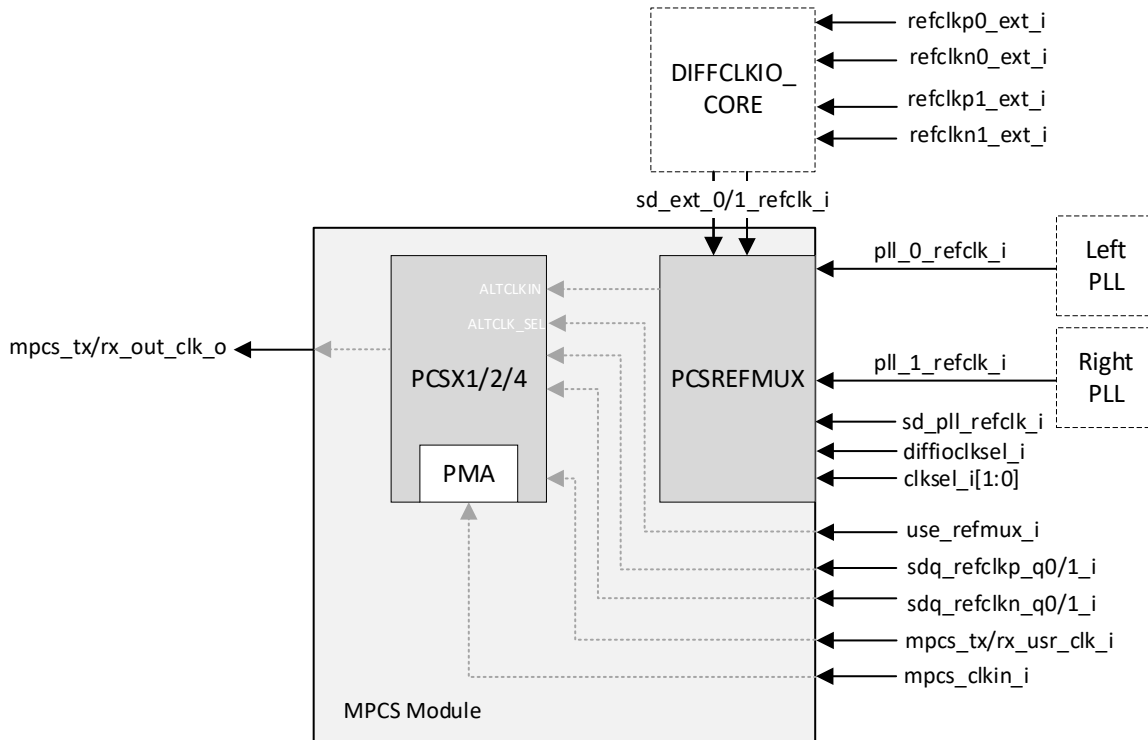 refclkp0_ext_i
refclkn0_ext_i
refclkp1_ext_i
refclkn1_ext_i
DIFFCLKIO_
CORE
sd_ext_0/1_refclk_i
pll_0_refclk_i
Left
PLL
ALTCLKIN
ALTCLK_SEL
mpcs_tx/rx_out_clk_o
PCSX1/2/4
PCSREFMUX
pll_1_refclk_i
Right
PLL
sd_pll_refclk_i
diffioclksel_i
clksel_i[1:0]
PMA
use_refmux_i
sdq_refclkp_q0/1_i
sdq_refclkn_q0/1_i
mpcs_tx/rx_usr_clk_i
mpcs_clkin_i
MPCS Module